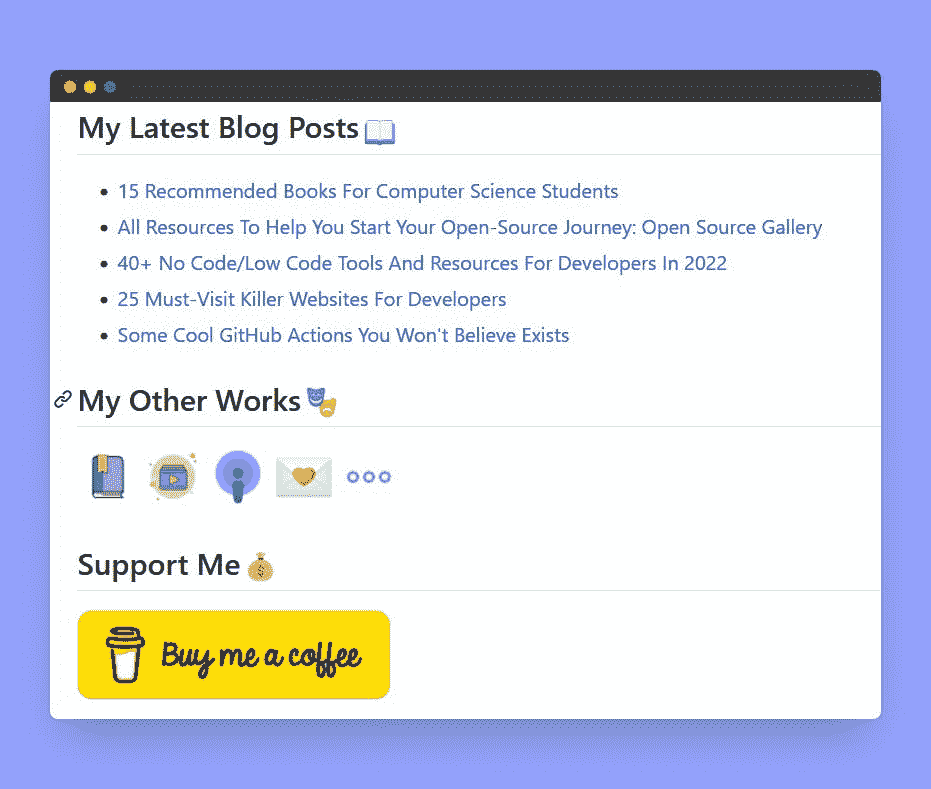 My Latest Blog Posts
15 Recommended Books For Computer Science Students
All Resources To Help You Start Your Open-Source Journey: Open Source Gallery
40+ No Code/Low Code Tools And Resources For Developers In 2022
25 Must-Visit Killer Websites For Developers
Some Cool GitHub Actions You Won't Believe Exists
My Other Works
Support Me
Buy me a coffee